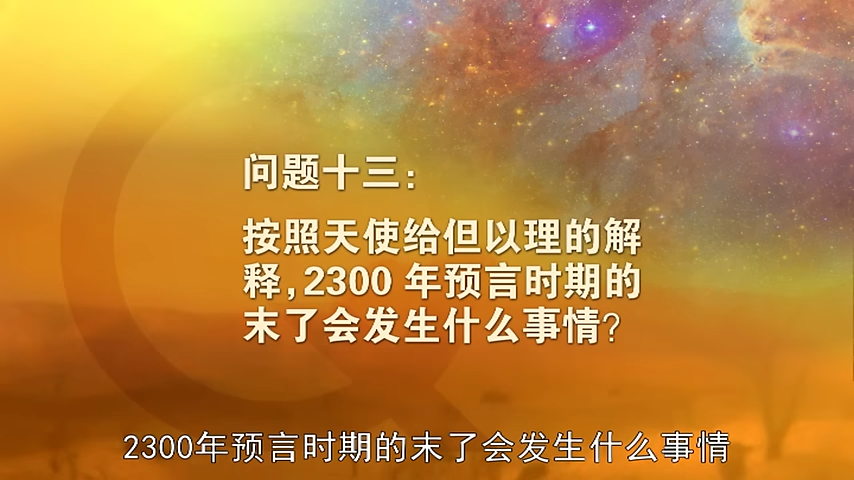 问题十三：
按照天使给但以理的解
释，2300 年预言时期的
末了会发生什么事情？
2300年预言时期的末了会发生什么事情